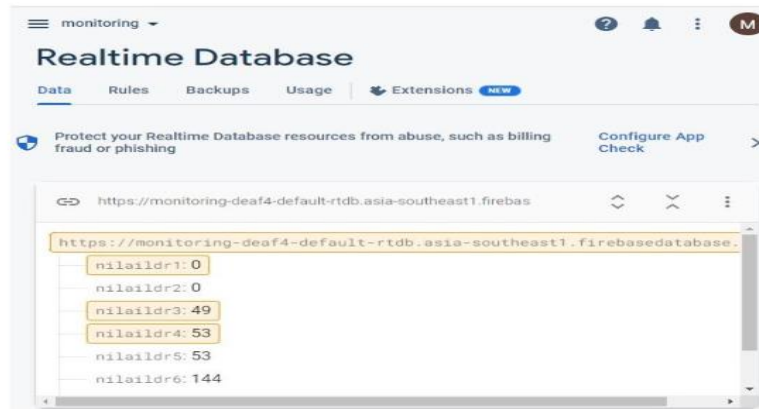 monitoring
M
Realtime Database
Data Rules Backups Usage Extensions NEW
Protect your Realtime Database resources from abuse, such as billing
fraud or phishing
Configure App
Check
https://monitoring-deaf4-default-rtdb.asia-southeast1.firebas
https://monitoring-deaf4-default-rtdb.asia-southeast1.firebasedatabase.
nilaildr1: 0
nilaildr2: 0
nilaildr3: 49
nilaildr4: 53
nilaildr5: 53
nilaildr6: 144